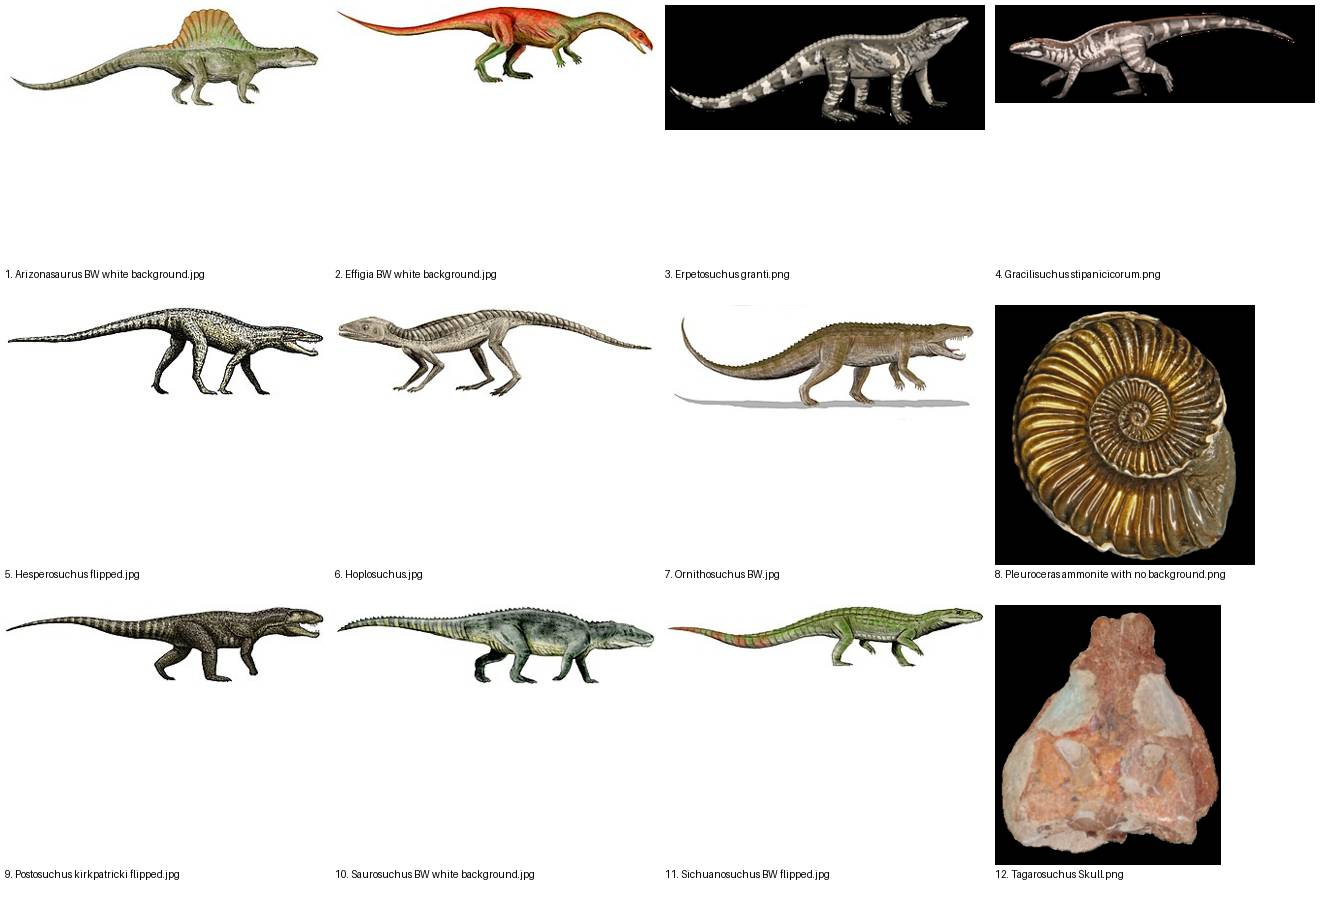 1. Arizonasaurus BW white background.jpg
2. Effigia BW white background.jpg
3. Erpetosuchus granti.png
4. Gracilisuchus stipanicicorum.png
5. Hesperosuchus flipped.jpg
6. Hoplosuchus.jpg
7. Ornithosuchus BW.jpg
8. Pleuroceras ammonite with no background.png
9. Postosuchus kirkpatricki flipped.jpg
10. Saurosuchus BW white background.jpg
11. Sichuanosuchus BW flipped.jpg
12. Tagarosuchus Skull.png